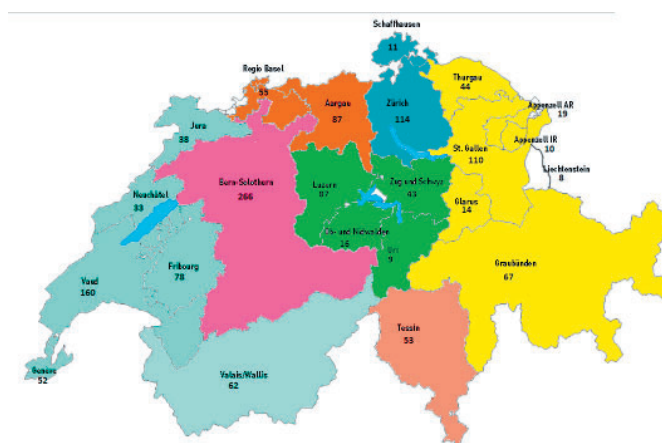 Schaffhausen
11
Regio Basel
53
Thurgau
44
Aargau
87
Zürich
114
Appenzell AR
19
Jura
38
Appenzell IR
10
St. Gallen
110
Liechtenstein
8
Bern-Solothurn
266
Luzern
87
Zug und Schwyz
43
Neuchâtel
33
Glarus
14
Ob- und Nidwalden
16
Uri
9
Fribourg
78
Graubünden
67
Vaud
160
Tessin
53
Genève
52
Valais/Wallis
62